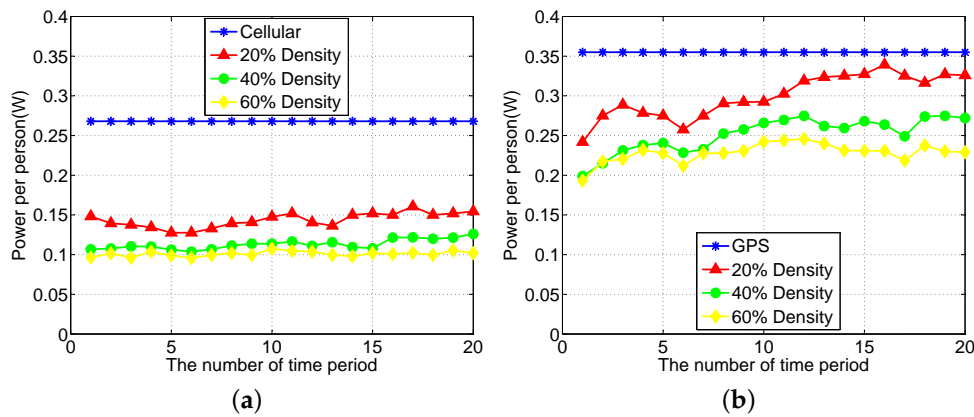 0.4
0.35
0.3
0.25
0.2
0.15
0.1
0.05
0
Power per person(W)
Cellular
20% Density
40% Density
60% Density
0 5 10 15 20
The number of time period
(a)
0.4
0.35
0.3
0.25
0.2
0.15
0.1
0.05
0
Power per person(W)
GPS
20% Density
40% Density
60% Density
0 5 10 15 20
The number of time period
(b)